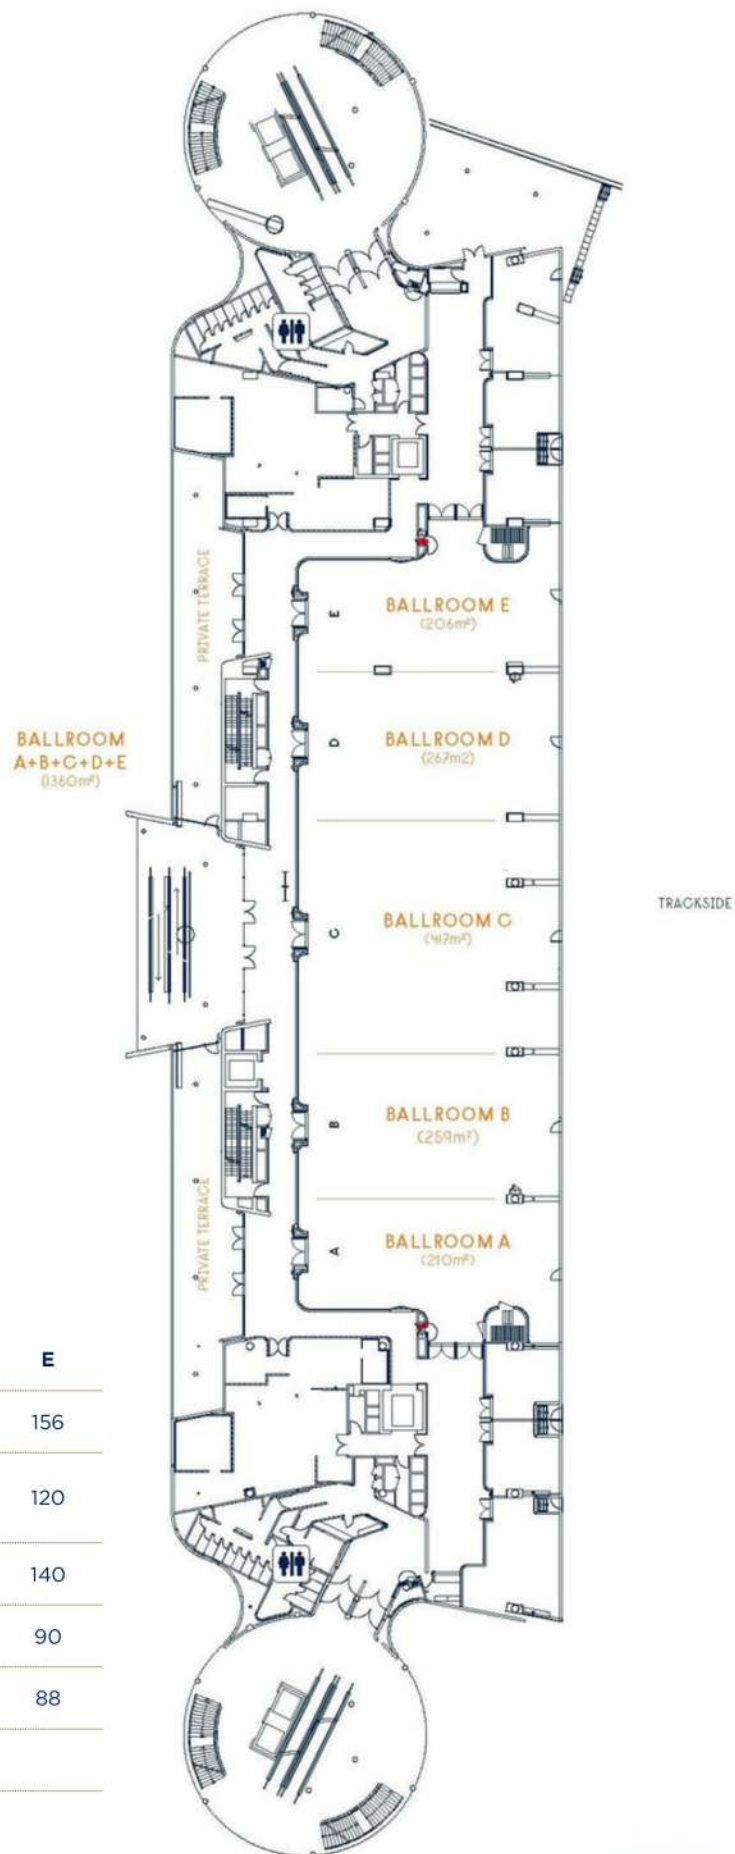 BALLROOM E
(206m²)
E
PRIVATE TERRACE
BALLROOM D
(267m2)
D
BALLROOM
A+B+C+D+E
(1360m²)
BALLROOM C
(417m²)
C
TRACKSIDE
BALLROOM B
(259m²)
B
PRIVATE TERRACE
BALLROOM A
(210m²)
A
E
156
120
140
90
88